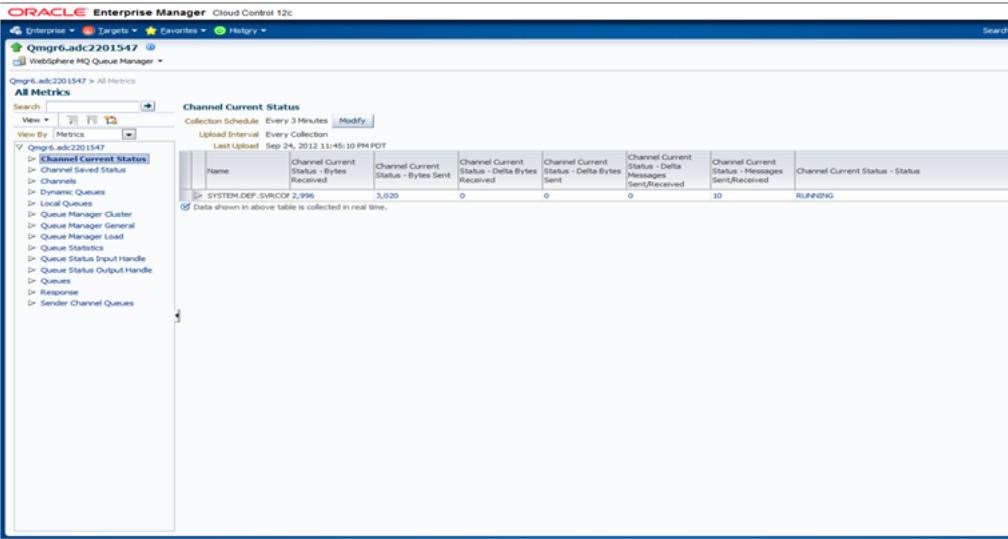 ORACLE Enterprise Manager Cloud Control 12c
Enterprise Targets Favorites History Search
Qmgr6.adc2201547
WebSphere MQ Queue Manager
Qmgr6.adc2201547 > All Metrics
All Metrics
Search
View
View By Metrics
Qmgr6.adc2201547
Channel Current Status
Channel Saved Status
Channels
Dynamic Queues
Local Queues
Queue Manager Cluster
Queue Manager General
Queue Manager Load
Queue Statistics
Queue Status Input Handle
Queue Status Output Handle
Queues
Response
Sender Channel Queues
Channel Current Status
Collection Schedule Every 3 Minutes Modify
Upload Interval Every Collection
Last Upload Sep 24, 2012 11:45:10 PM PDT
Name
Channel Current
Status - Bytes
Received
Channel Current
Status - Bytes Sent
Channel Current
Status - Delta Bytes
Received
Channel Current
Status - Delta Bytes
Sent
Channel Current
Status - Delta
Messages
Sent/Received
Channel Current
Status - Messages
Sent/Received
Channel Current Status - Status
SYSTEM.DEF.SVRCON 2,996 3,020 0 0 0 10 RUNNING
Data shown in above table is collected in real time.